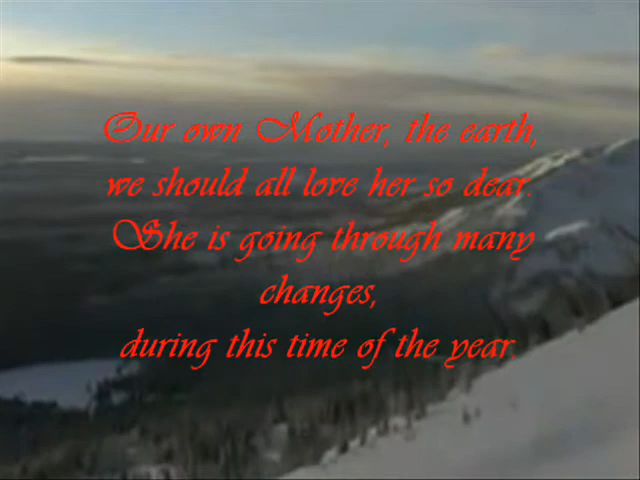 Our own Mother, the earth,
we should all love her so dear.
She is going through many
changes,
during this time of the year.